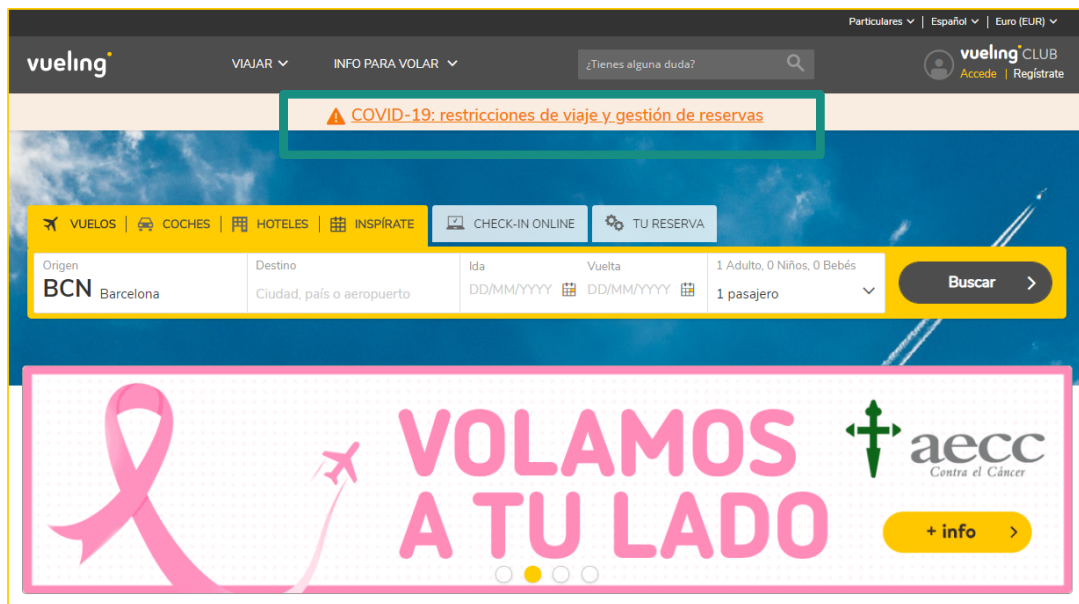 Particulares | Español | Euro (EUR)
vueling
VIAJAR
INFO PARA VOLAR
¿Tienes alguna duda?
vueling CLUB
Accede | Regístrate
COVID-19: restricciones de viaje y gestión de reservas
VUELOS | COCHES | HOTELES | INSPÍRATE
CHECK-IN ONLINE
TU RESERVA
Origen
BCN Barcelona
Destino
Ciudad, país o aeropuerto
Ida
DD/MM/YYYY
Vuelta
DD/MM/YYYY
1 Adulto, 0 Niños, 0 Bebés
1 pasajero
Buscar
VOLAMOS
A TU LADO
aecc
Contra el Cáncer
+ info